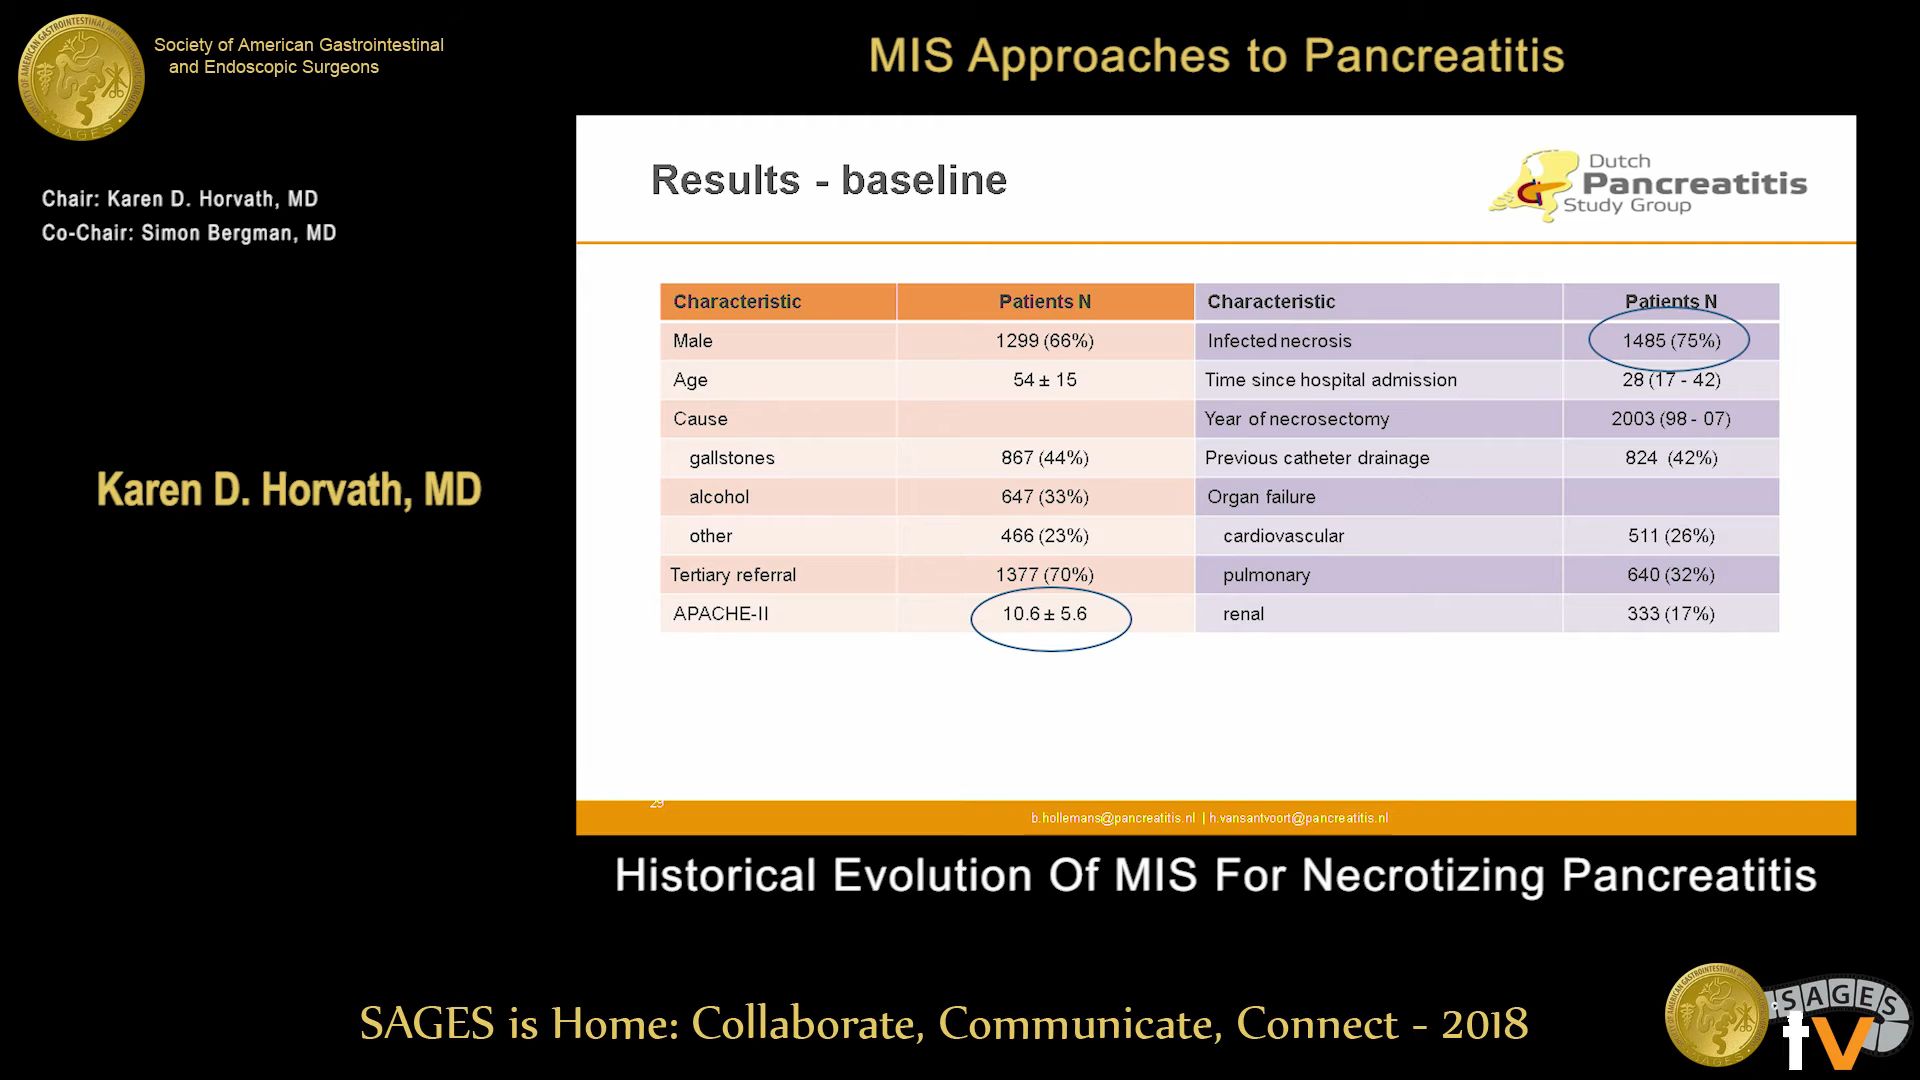 Society of American Gastrointestinal
and Endoscopic Surgeons
MIS Approaches to Pancreatitis
Chair: Karen D. Horvath, MD
Co-Chair: Simon Bergman, MD
Karen D. Horvath, MD
Results - baseline
Dutch
Pancreatitis
Study Group
Characteristic Patients N Characteristic Patients N
Male 1299 (66%) Infected necrosis 1485 (75%)
Age 54 ± 15 Time since hospital admission 28 (17 - 42)
Cause Year of necrosectomy 2003 (98 - 07)
gallstones 867 (44%) Previous catheter drainage 824 (42%)
alcohol 647 (33%) Organ failure
other 466 (23%) cardiovascular 511 (26%)
Tertiary referral 1377 (70%) pulmonary 640 (32%)
APACHE-II 10.6 ± 5.6 renal 333 (17%)
29
b.hollemans@pancreatitis.nl | h.vansantvoort@pancreatitis.nl
Historical Evolution Of MIS For Necrotizing Pancreatitis
SAGES is Home: Collaborate, Communicate, Connect - 2018
SAGES
tv